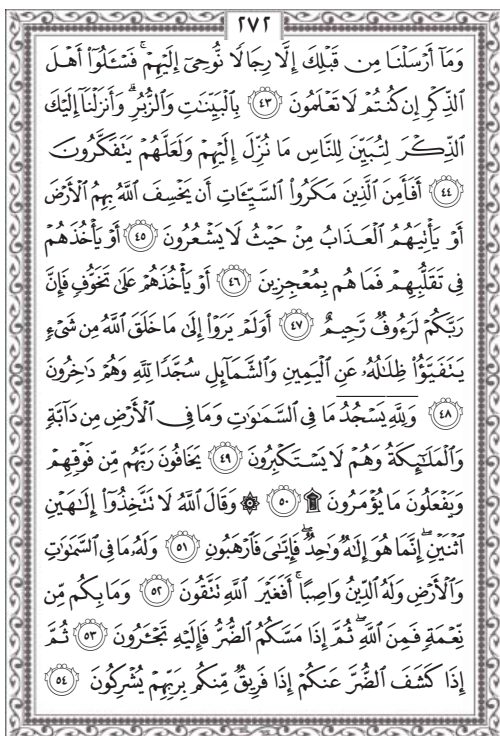 ٢٧٢
وَمَآ أَرْسَلْنَا مِن قَبْلِكَ إِلَّا رِجَالًا نُّوحِىٓ إِلَيْهِمْ ۚ فَسْـَٔلُوٓا۟ أَهْلَ
ٱلذِّكْرِ إِن كُنتُمْ لَا تَعْلَمُونَ ٤٣ بِٱلْبَيِّنَـٰتِ وَٱلزُّبُرِ ۗ وَأَنزَلْنَآ إِلَيْكَ
ٱلذِّكْرَ لِتُبَيِّنَ لِلنَّاسِ مَا نُزِّلَ إِلَيْهِمْ وَلَعَلَّهُمْ يَتَفَكَّرُونَ
٤٤ أَفَأَمِنَ ٱلَّذِينَ مَكَرُوا۟ ٱلسَّيِّـَٔاتِ أَن يَخْسِفَ ٱللَّهُ بِهِمُ ٱلْأَرْضَ
أَوْ يَأْتِيَهُمُ ٱلْعَذَابُ مِنْ حَيْثُ لَا يَشْعُرُونَ ٤٥ أَوْ يَأْخُذَهُمْ
فِى تَقَلُّبِهِمْ فَمَا هُم بِمُعْجِزِينَ ٤٦ أَوْ يَأْخُذَهُمْ عَلَىٰ تَخَوُّفٍ فَإِنَّ
رَبَّكُمْ لَرَءُوفٌ رَّحِيمٌ ٤٧ أَوَلَمْ يَرَوْا۟ إِلَىٰ مَا خَلَقَ ٱللَّهُ مِن شَىْءٍ
يَتَفَيَّؤُا۟ ظِلَـٰلُهُۥ عَنِ ٱلْيَمِينِ وَٱلشَّمَآئِلِ سُجَّدًا لِّلَّهِ وَهُمْ دَٰخِرُونَ
٤٨ وَلِلَّهِ يَسْجُدُ مَا فِى ٱلسَّمَـٰوَٰتِ وَمَا فِى ٱلْأَرْضِ مِن دَآبَّةٍ
وَٱلْمَلَـٰٓئِكَةُ وَهُمْ لَا يَسْتَكْبِرُونَ ٤٩ يَخَافُونَ رَبَّهُم مِّن فَوْقِهِمْ
وَيَفْعَلُونَ مَا يُؤْمَرُونَ ۩ ٥٠ ۞ وَقَالَ ٱللَّهُ لَا تَتَّخِذُوٓا۟ إِلَـٰهَيْنِ
ٱثْنَيْنِ ۖ إِنَّمَا هُوَ إِلَـٰهٌ وَٰحِدٌ ۖ فَإِيَّـٰىَ فَٱرْهَبُونِ ٥١ وَلَهُۥ مَا فِى ٱلسَّمَـٰوَٰتِ
وَٱلْأَرْضِ وَلَهُ ٱلدِّينُ وَاصِبًا ۚ أَفَغَيْرَ ٱللَّهِ تَتَّقُونَ ٥٢ وَمَا بِكُم مِّن
نِّعْمَةٍ فَمِنَ ٱللَّهِ ۖ ثُمَّ إِذَا مَسَّكُمُ ٱلضُّرُّ فَإِلَيْهِ تَجْـَٔرُونَ ٥٣ ثُمَّ
إِذَا كَشَفَ ٱلضُّرَّ عَنكُمْ إِذَا فَرِيقٌ مِّنكُم بِرَبِّهِمْ يُشْرِكُونَ ٥٤